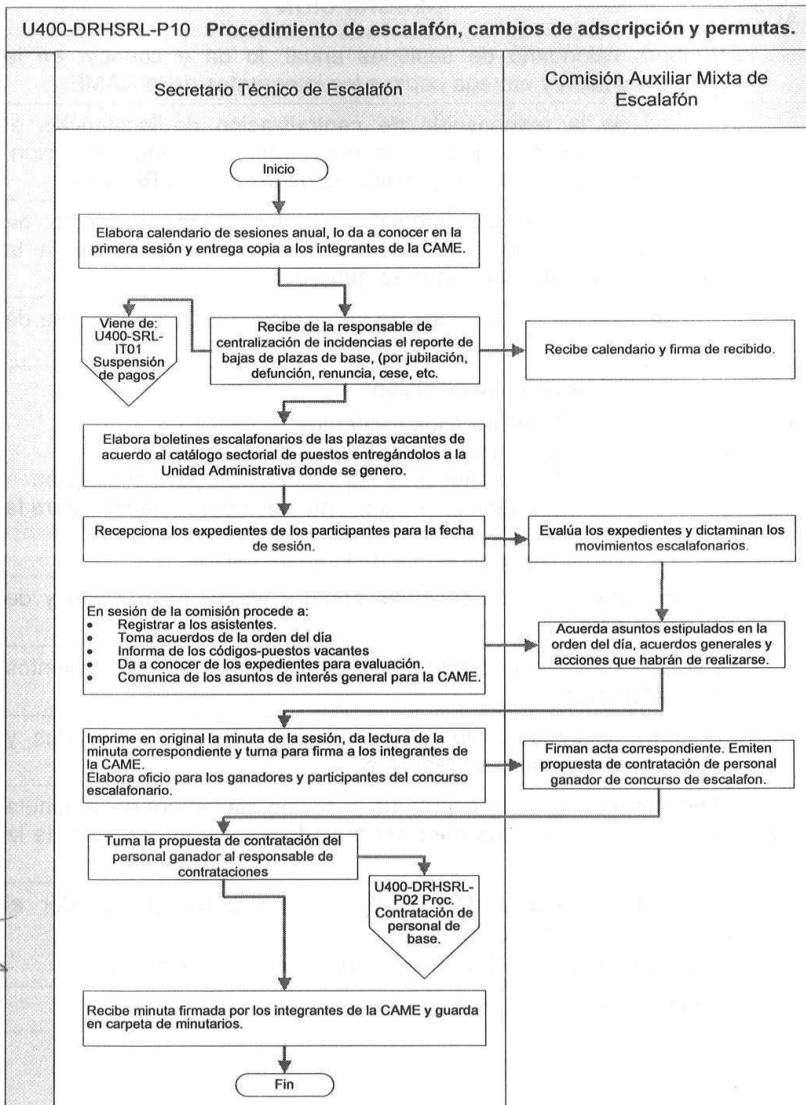 U400-DRHSRL-P10 Procedimiento de escalafón, cambios de adscripción y permutas.
Secretario Técnico de Escalafón
Comisión Auxiliar Mixta de
Escalafón
Inicio
Elabora calendario de sesiones anual, lo da a conocer en la
primera sesión y entrega copia a los integrantes de la CAME.
Viene de:
U400-SRL-
IT01
Suspensión
de pagos
Recibe de la responsable de
centralización de incidencias el reporte de
bajas de plazas de base, (por jubilación,
defunción, renuncia, cese, etc.
Recibe calendario y firma de recibido.
Elabora boletines escalafonarios de las plazas vacantes de
acuerdo al catálogo sectorial de puestos entregándolos a la
Unidad Administrativa donde se genero.
Recepciona los expedientes de los participantes para la fecha
de sesión.
Evalúa los expedientes y dictaminan los
movimientos escalafonarios.
En sesión de la comisión procede a:
• Registrar a los asistentes.
• Toma acuerdos de la orden del día
• Informa de los códigos-puestos vacantes
• Da a conocer de los expedientes para evaluación.
• Comunica de los asuntos de interés general para la CAME.
Acuerda asuntos estipulados en la
orden del día, acuerdos generales y
acciones que habrán de realizarse.
Imprime en original la minuta de la sesión, da lectura de la
minuta correspondiente y turna para firma a los integrantes de
la CAME.
Elabora oficio para los ganadores y participantes del concurso
escalafonario.
Firman acta correspondiente. Emiten
propuesta de contratación de personal
ganador de concurso de escalafon.
Turna la propuesta de contratación del
personal ganador al responsable de
contrataciones
U400-DRHSRL-
P02 Proc.
Contratación de
personal de
base.
Recibe minuta firmada por los integrantes de la CAME y guarda
en carpeta de minutarios.
Fin